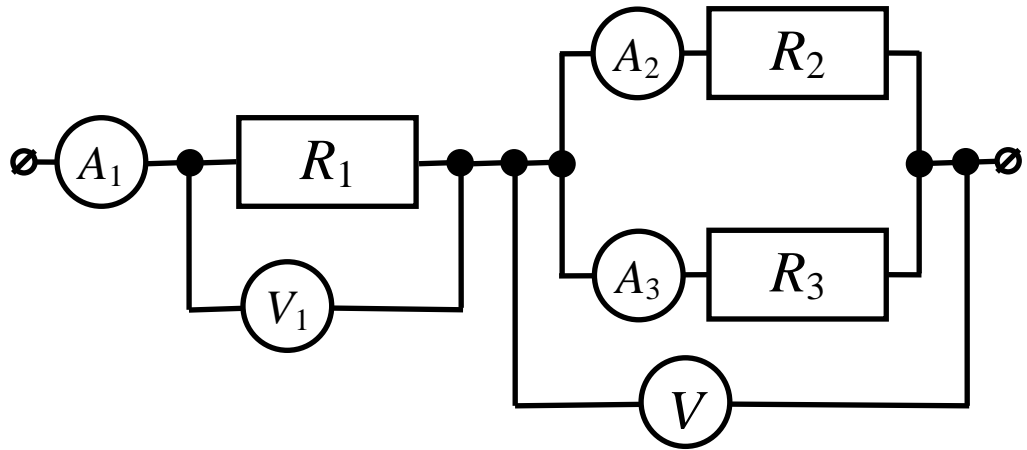 A₂ R₂
A₁ R₁
A₃ R₃
V₁
V